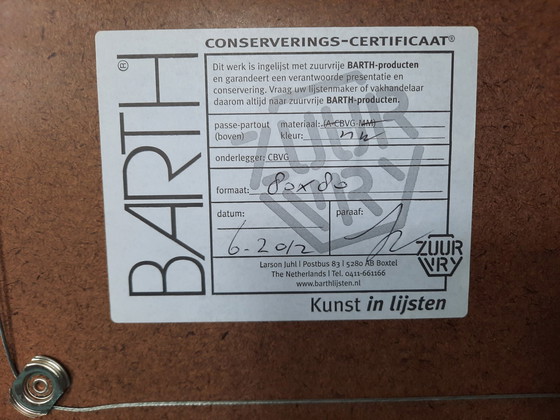 CONSERVERINGS-CERTIFICAAT®
BARTH®
Dit werk is ingelijst met zuurvrije BARTH-producten
en garandeert een verantwoorde presentatie en
conservering. Vraag uw lijstenmaker of vakhandelaar
daarom altijd naar zuurvrije BARTH-producten.
passe-partout materiaal: (A-CBVG-MM)
(boven) kleur:
onderlegger: CBVG
formaat: 80x80
datum: paraaf:
6-2012
ZUUR
VRY
ZUUR
VRY
Larson Juhl | Postbus 83 | 5280 AB Boxtel
The Netherlands | Tel. 0411-661166
www.barthlijsten.nl
Kunst in lijsten